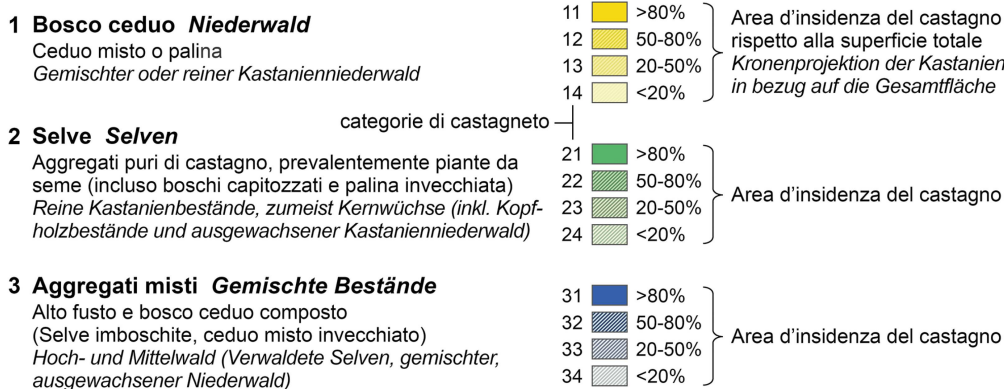 1 Bosco ceduo Niederwald
Ceduo misto o palina
Gemischter oder reiner Kastanienniederwald
11 >80%
12 50-80%
13 20-50%
14 <20%
Area d'insidenza del castagno
rispetto alla superficie totale
Kronenprojektion der Kastanien
in bezug auf die Gesamtfläche
categorie di castagneto
2 Selve Selven
Aggregati puri di castagno, prevalentemente piante da
seme (incluso boschi capitozzati e palina invecchiata)
Reine Kastanienbestände, zumeist Kernwüchse (inkl. Kopf-
holzbestände und ausgewachsener Kastanienniederwald)
21 >80%
22 50-80%
23 20-50%
24 <20%
Area d'insidenza del castagno
3 Aggregati misti Gemischte Bestände
Alto fusto e bosco ceduo composto
(Selve imboschite, ceduo misto invecchiato)
Hoch- und Mittelwald (Verwaldete Selven, gemischter,
ausgewachsener Niederwald)
31 >80%
32 50-80%
33 20-50%
34 <20%
Area d'insidenza del castagno